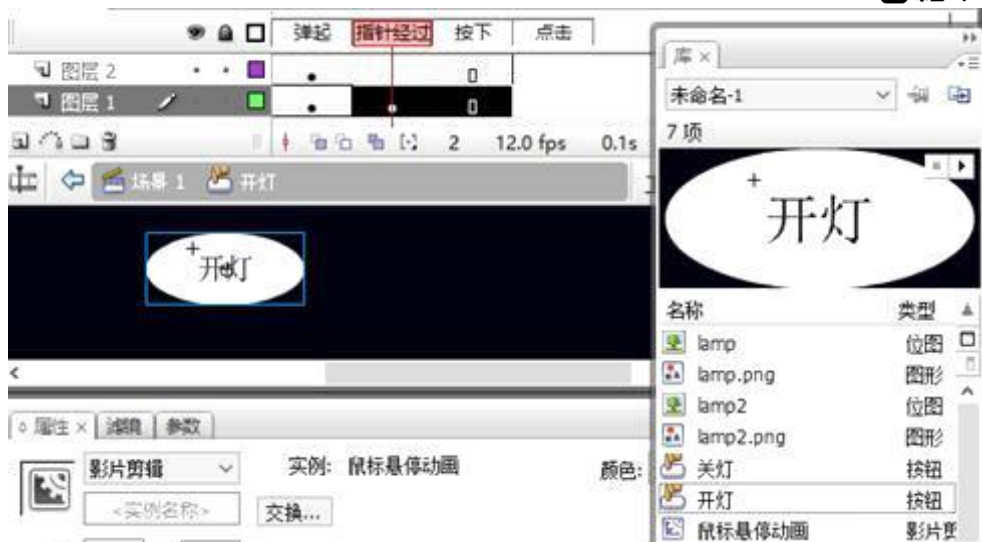 弹起 指针经过 按下 点击
图层 2
图层 1
2 12.0 fps 0.1s
场景 1 开灯
开灯
属性 × 滤镜 参数
影片剪辑 实例: 鼠标悬停动画 颜色:
<实例名称> 交换...
库 ×
未命名-1
7 项
开灯
名称 类型
lamp 位图
lamp.png 图形
lamp2 位图
lamp2.png 图形
关灯 按钮
开灯 按钮
鼠标悬停动画 影片剪